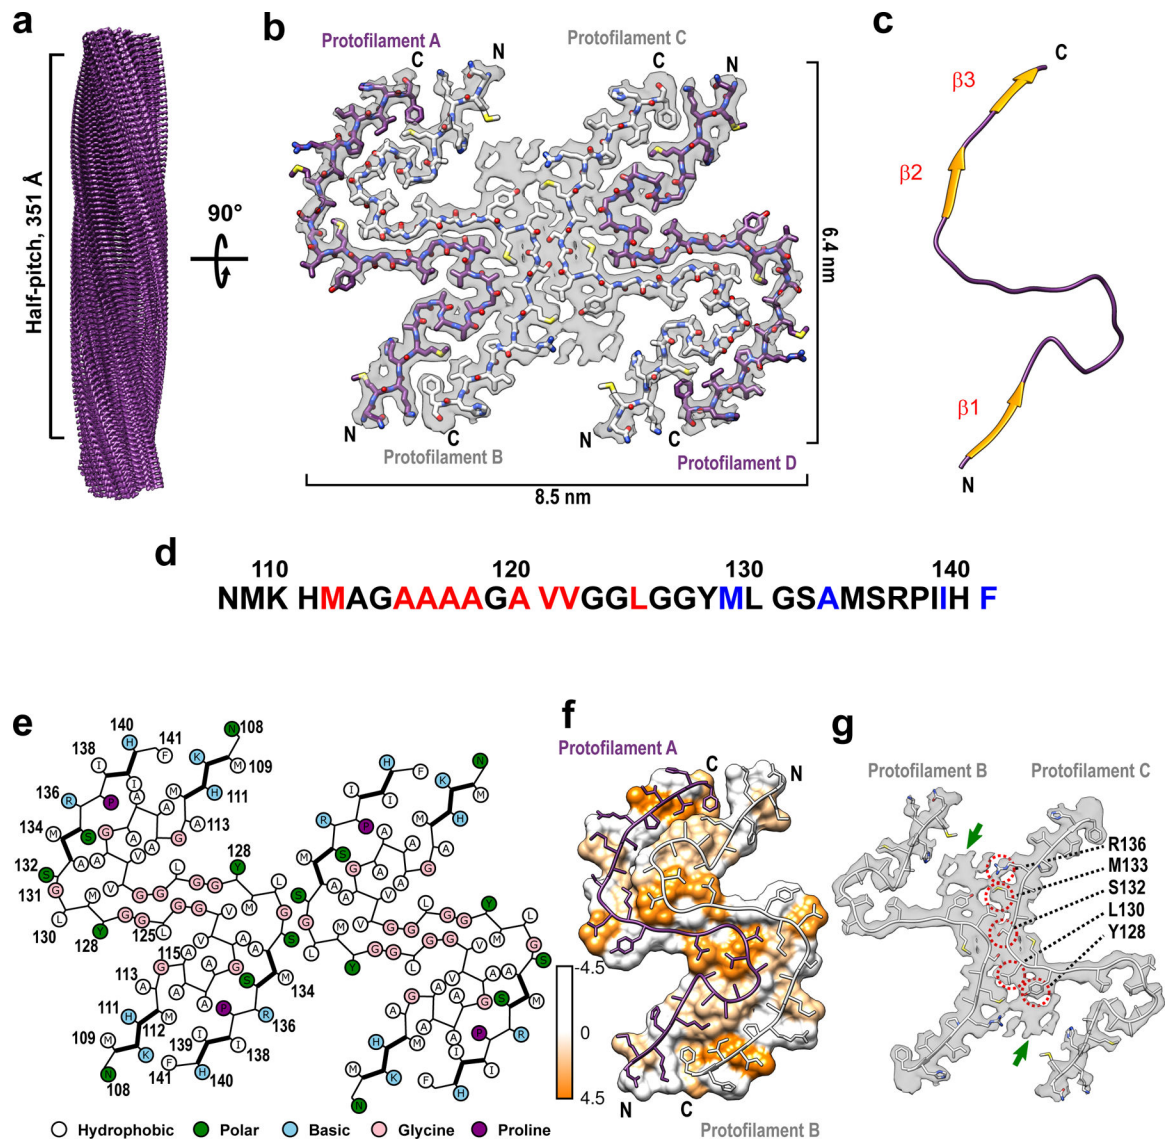 a
Half-pitch, 351 Å
90°
b
Protofilament A
C
N
Protofilament C
C
N
N
C
Protofilament B
N
C
Protofilament D
6.4 nm
8.5 nm
c
C
β3
β2
β1
N
d
110 120 130 140
NMK HMAGAAAAGA VVGGLGGYML GSAMSRPIIH F
e
140
141
108
138
109
136
111
134
113
132
128
131
130
128
125
115
113
134
111
112
136
109
139
138
108
141
140
Hydrophobic Polar Basic Glycine Proline
f
Protofilament A
C
N
-4.5
0
4.5
N
C
Protofilament B
g
Protofilament B Protofilament C
R136
M133
S132
L130
Y128